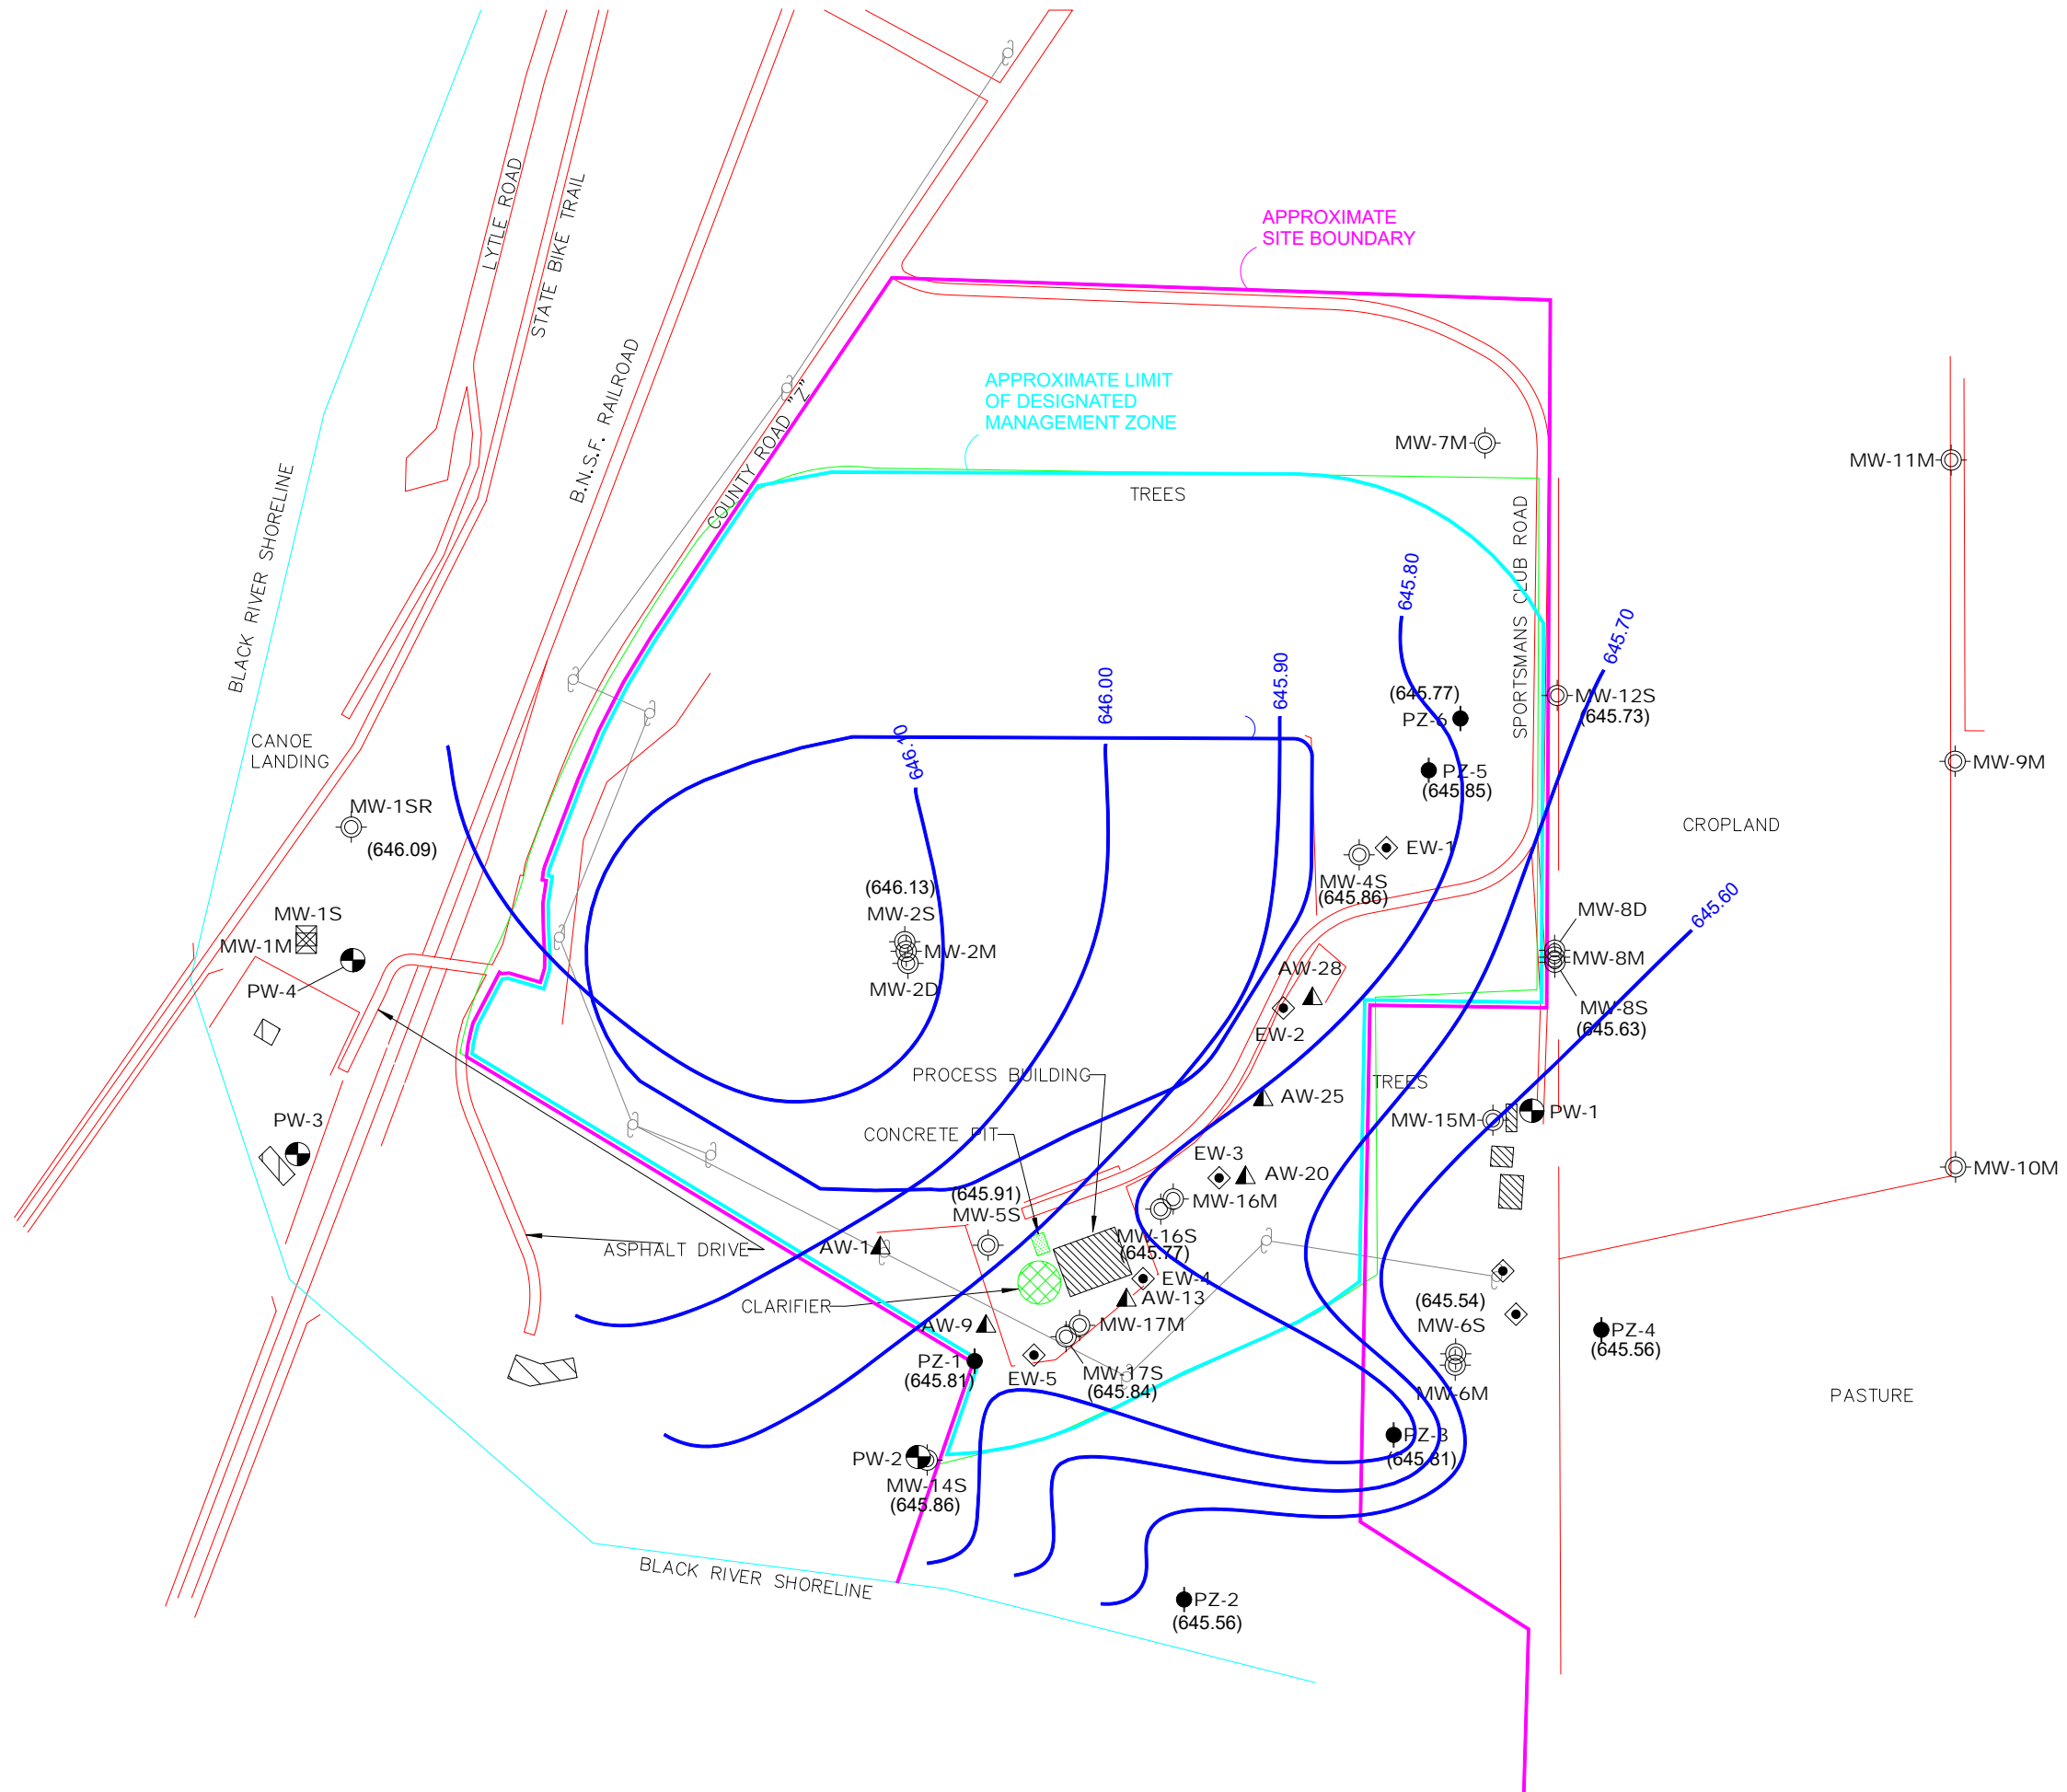 APPROXIMATE
SITE BOUNDARY
LYTLE ROAD
STATE BIKE TRAIL
B.N.S.F. RAILROAD
COUNTY ROAD "Z"
APPROXIMATE LIMIT
OF DESIGNATED
MANAGEMENT ZONE
BLACK RIVER SHORELINE
TREES
MW-7M
MW-11M
SPORTSMANS CLUB ROAD
645.80
645.70
646.00
645.90
646.10
(645.77)
PZ-6
MW-12S
(645.73)
CANOE
LANDING
PZ-5
(645.85)
MW-9M
MW-1SR
(646.09)
CROPLAND
EW-1
MW-4S
(645.86)
645.60
(646.13)
MW-2S
MW-2M
MW-2D
MW-1S
MW-1M
PW-4
MW-8D
MW-8M
MW-8S
(645.63)
AW-28
EW-2
PROCESS BUILDING
TREES
AW-25
PW-3
CONCRETE PIT
MW-15M
PW-1
EW-3
AW-20
MW-10M
(645.91)
MW-5S
MW-16M
MW-16S
(645.77)
ASPHALT DRIVE
AW-1
EW-4
AW-13
CLARIFIER
AW-9
MW-17M
(645.54)
MW-6S
PZ-4
(645.56)
PZ-1
(645.81)
EW-5
MW-17S
(645.84)
MW-6M
PASTURE
PZ-3
(645.81)
PW-2
MW-14S
(645.86)
BLACK RIVER SHORELINE
PZ-2
(645.56)